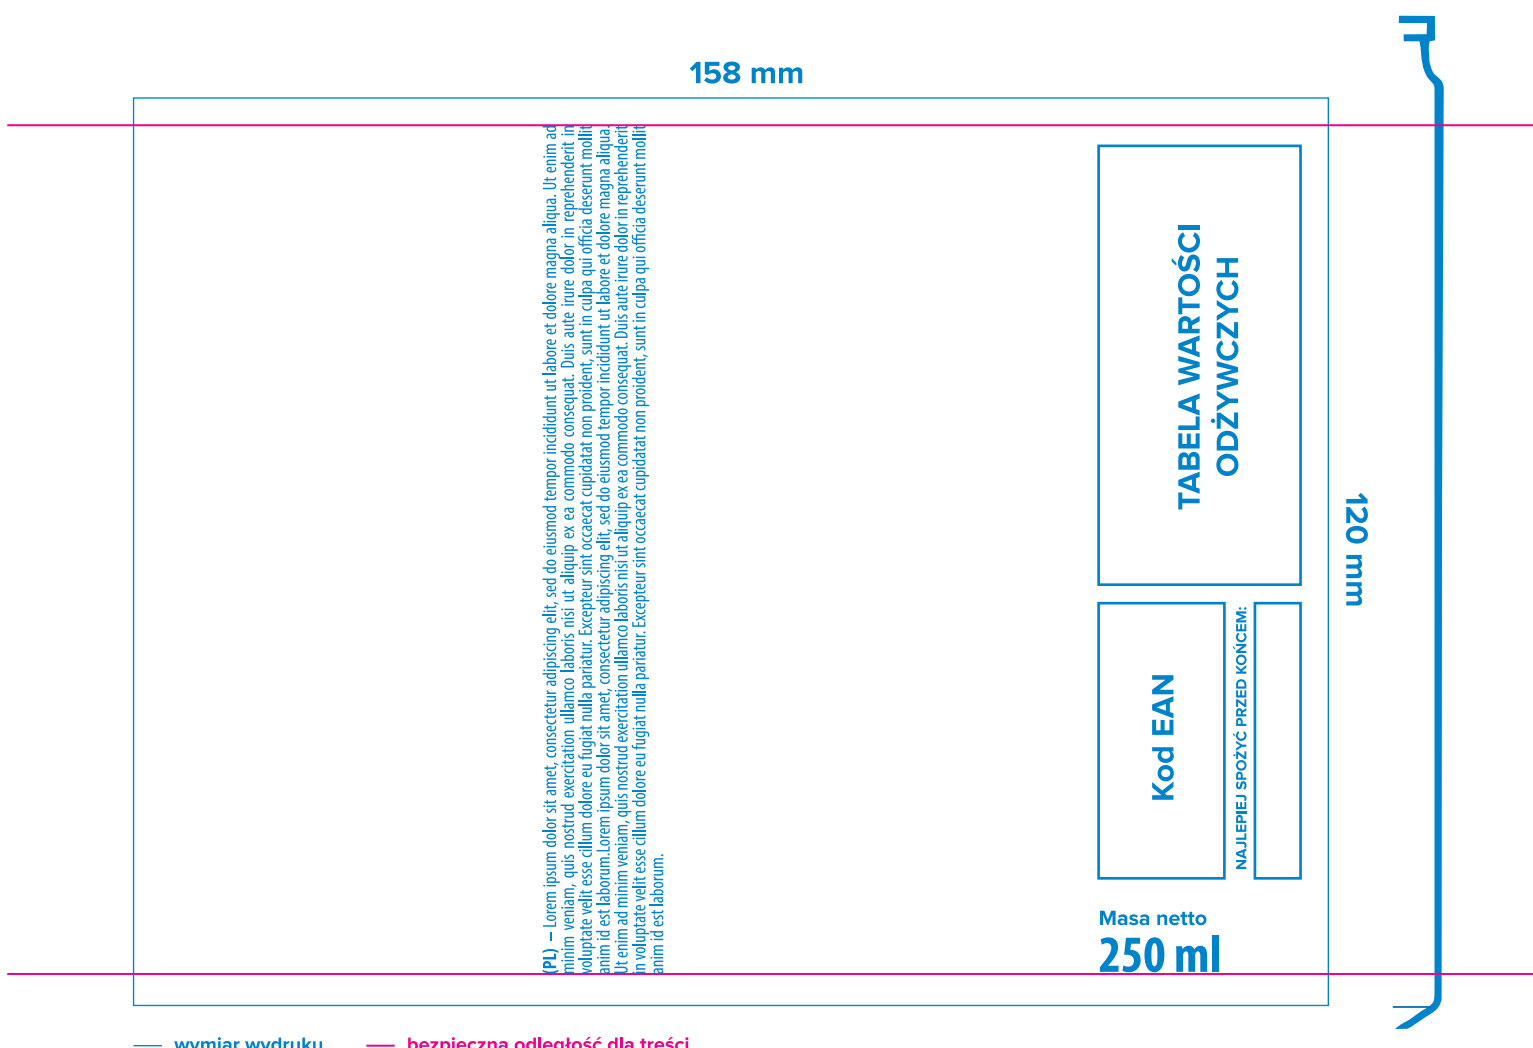 158 mm
(PL) – Lorem ipsum dolor sit amet, consectetur adipiscing elit, sed do eiusmod tempor incididunt ut labore et dolore magna aliqua. Ut enim ad
minim veniam, quis nostrud exercitation ullamco laboris nisi ut aliquip ex ea commodo consequat. Duis aute irure dolor in reprehenderit in
voluptate velit esse cillum dolore eu fugiat nulla pariatur. Excepteur sint occaecat cupidatat non proident, sunt in culpa qui officia deserunt mollit
anim id est laborum.Lorem ipsum dolor sit amet, consectetur adipiscing elit, sed do eiusmod tempor incididunt ut labore et dolore magna aliqua.
Ut enim ad minim veniam, quis nostrud exercitation ullamco laboris nisi ut aliquip ex ea commodo consequat. Duis aute irure dolor in reprehenderit
in voluptate velit esse cillum dolore eu fugiat nulla pariatur. Excepteur sint occaecat cupidatat non proident, sunt in culpa qui officia deserunt mollit
anim id est laborum.
TABELA WARTOŚCI
ODŻYWCZYCH
120 mm
Kod EAN
NAJLEPIEJ SPOŻYĆ PRZED KOŃCEM:
Masa netto
250 ml
wymiar wydruku
bezpieczna odległość dla treści